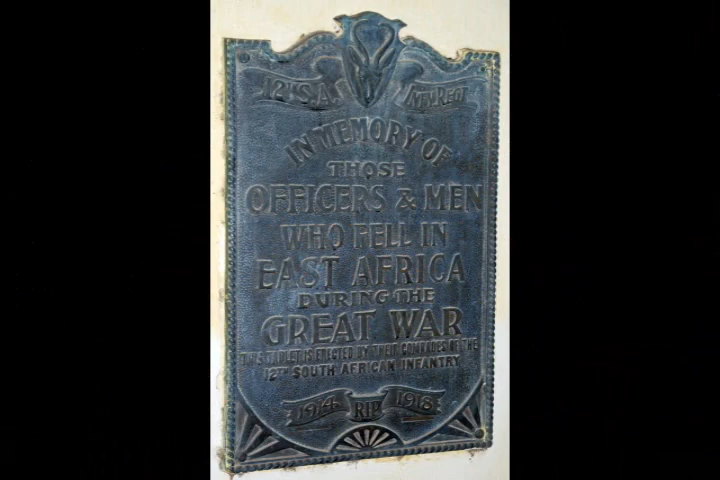 12TH S.A. INFY REGT
IN MEMORY OF
THOSE
OFFICERS & MEN
WHO FELL IN
EAST AFRICA
DURING THE
GREAT WAR
THIS TABLET IS ERECTED BY THEIR COMRADES OF THE
12TH SOUTH AFRICAN INFANTRY
1914 RIP 1918